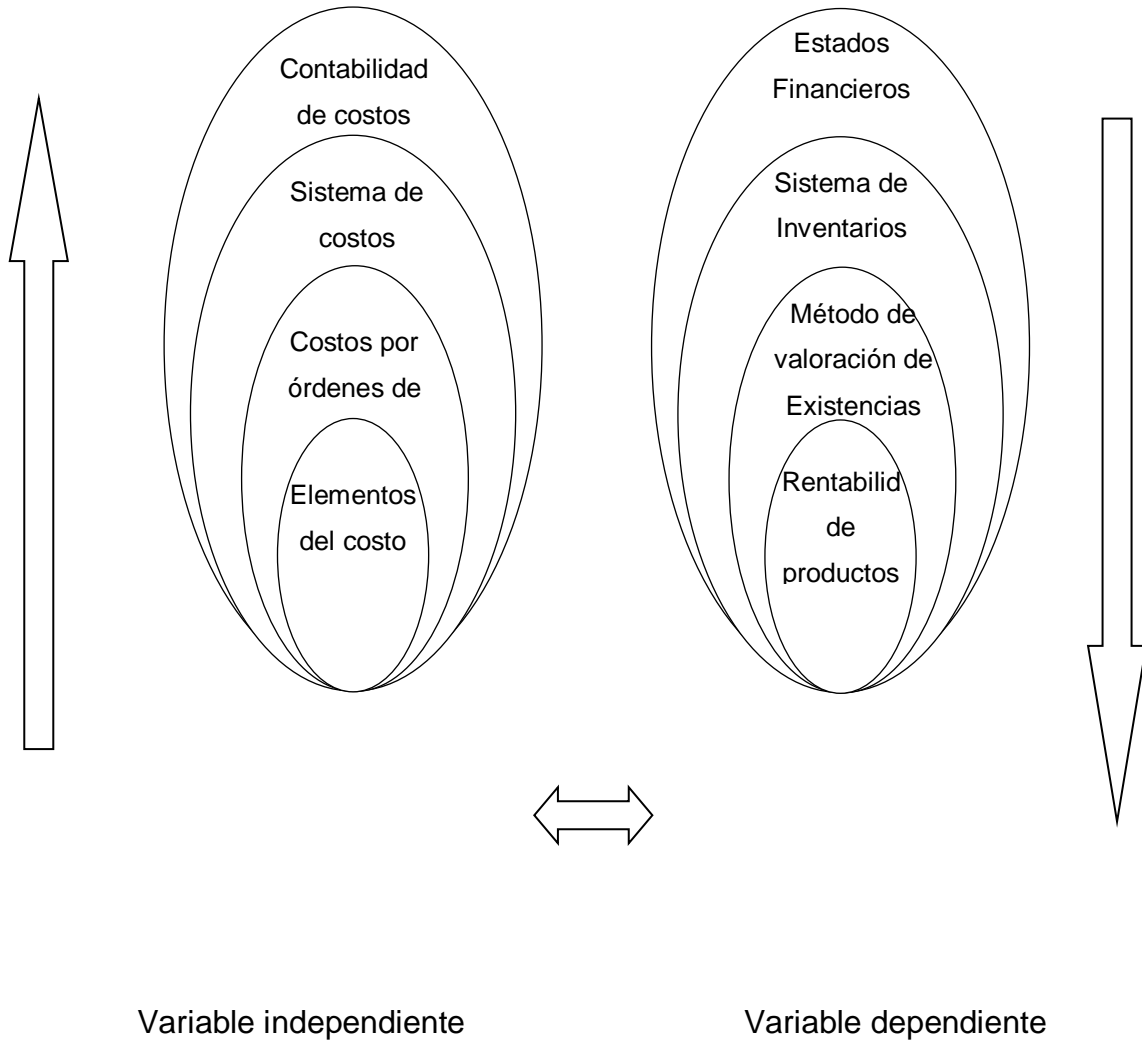 Contabilidad
de costos
Sistema de
costos
Costos por
órdenes de
Elementos
del costo
Estados
Financieros
Sistema de
Inventarios
Método de
valoración de
Existencias
Rentabilid
de
productos
Variable independiente
Variable dependiente